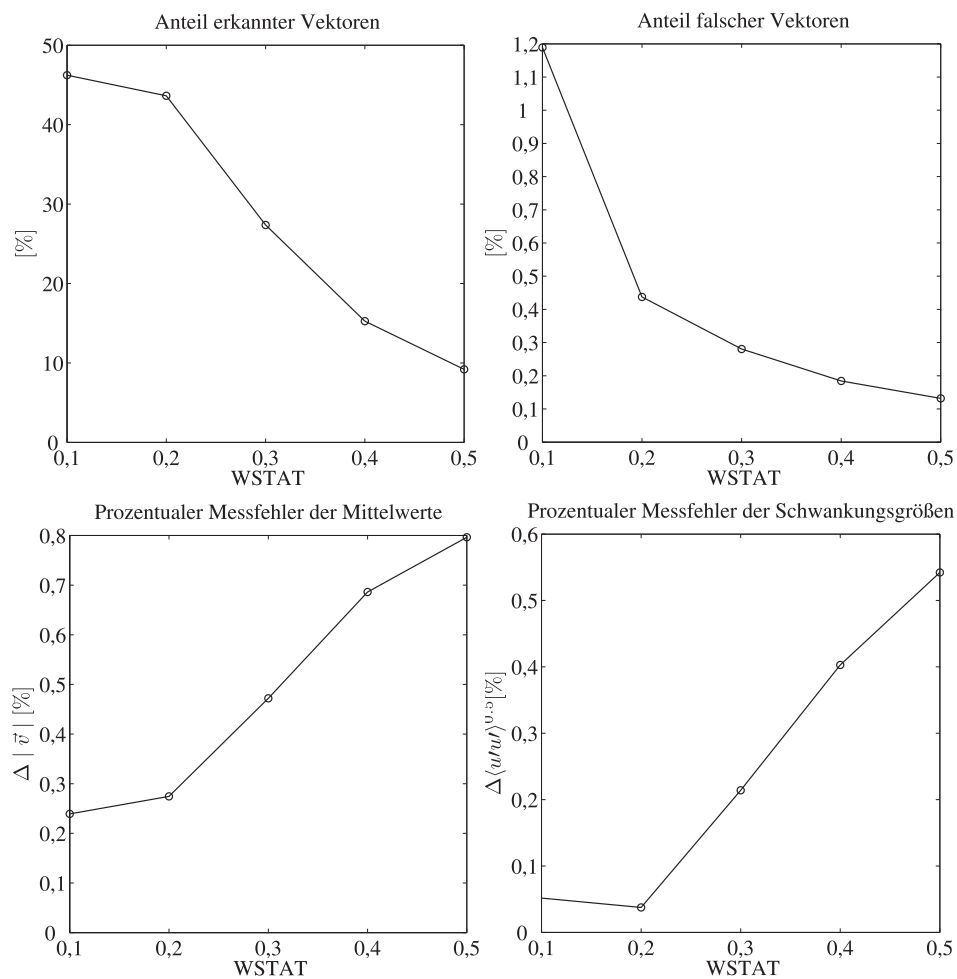 Anteil erkannter Vektoren
50
40
30
20
10
0
[%]
0,1 0,2 0,3 0,4 0,5
WSTAT
Anteil falscher Vektoren
1,2
1
0,9
0,8
0,7
0,6
0,5
0,4
0,3
0,2
0,1
0
[%]
0,1 0,2 0,3 0,4 0,5
WSTAT
Prozentualer Messfehler der Mittelwerte
0,8
0,7
0,6
0,5
0,4
0,3
0,2
0,1
0
Δ | v⃗ | [%]
0,1 0,2 0,3 0,4 0,5
WSTAT
Prozentualer Messfehler der Schwankungsgrößen
0,6
0,5
0,4
0,3
0,2
0,1
0
Δ⟨u′u′⟩^0.5[%]
0,1 0,2 0,3 0,4 0,5
WSTAT